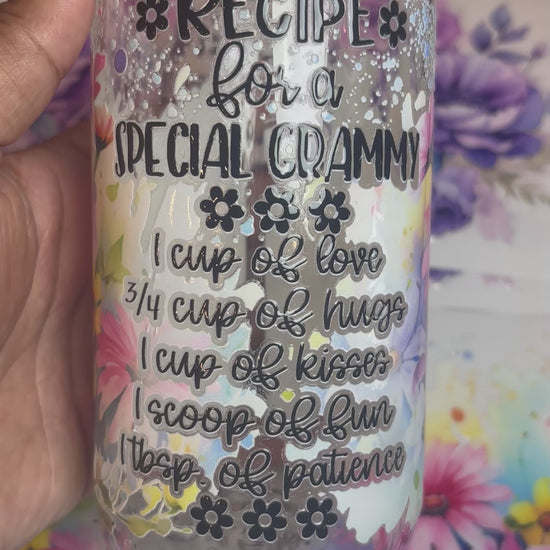 RECIPE
for a
SPECIAL GRAMMY
1 cup of love
3/4 cup of hugs
1 cup of kisses
1 scoop of fun
1 tbsp. of patience